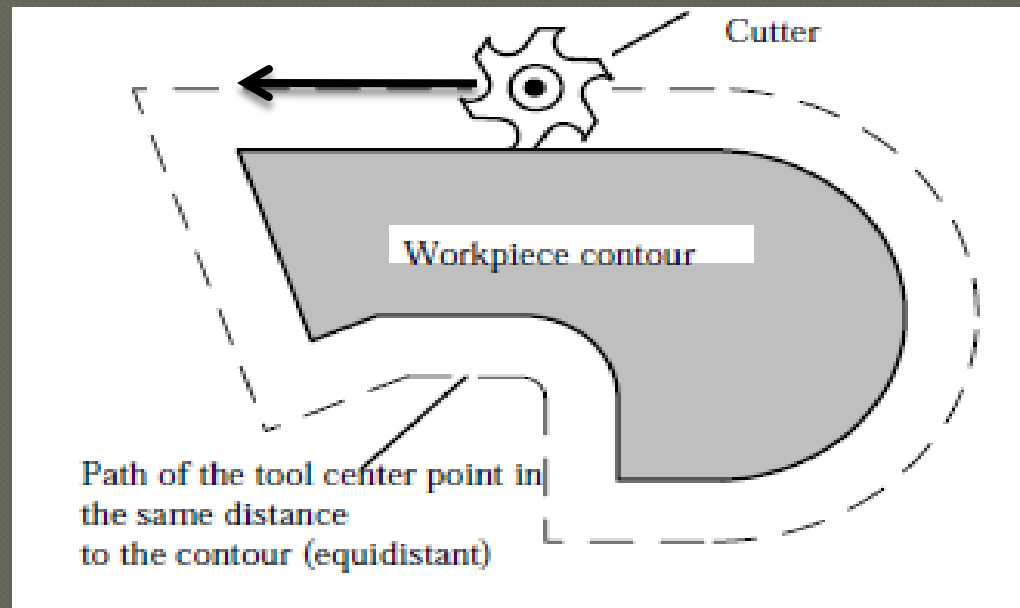 Cutter
Workpiece contour
Path of the tool center point in
the same distance
to the contour (equidistant)